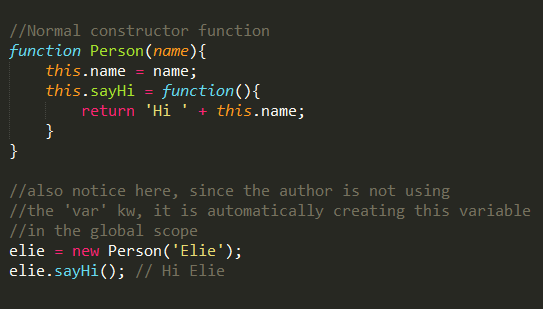 //Normal constructor function
function Person(name){
    this.name = name;
    this.sayHi = function(){
        return 'Hi ' + this.name;
    }
}

//also notice here, since the author is not using
//the 'var' kw, it is automatically creating this variable
//in the global scope
elie = new Person('Elie');
elie.sayHi(); // Hi Elie